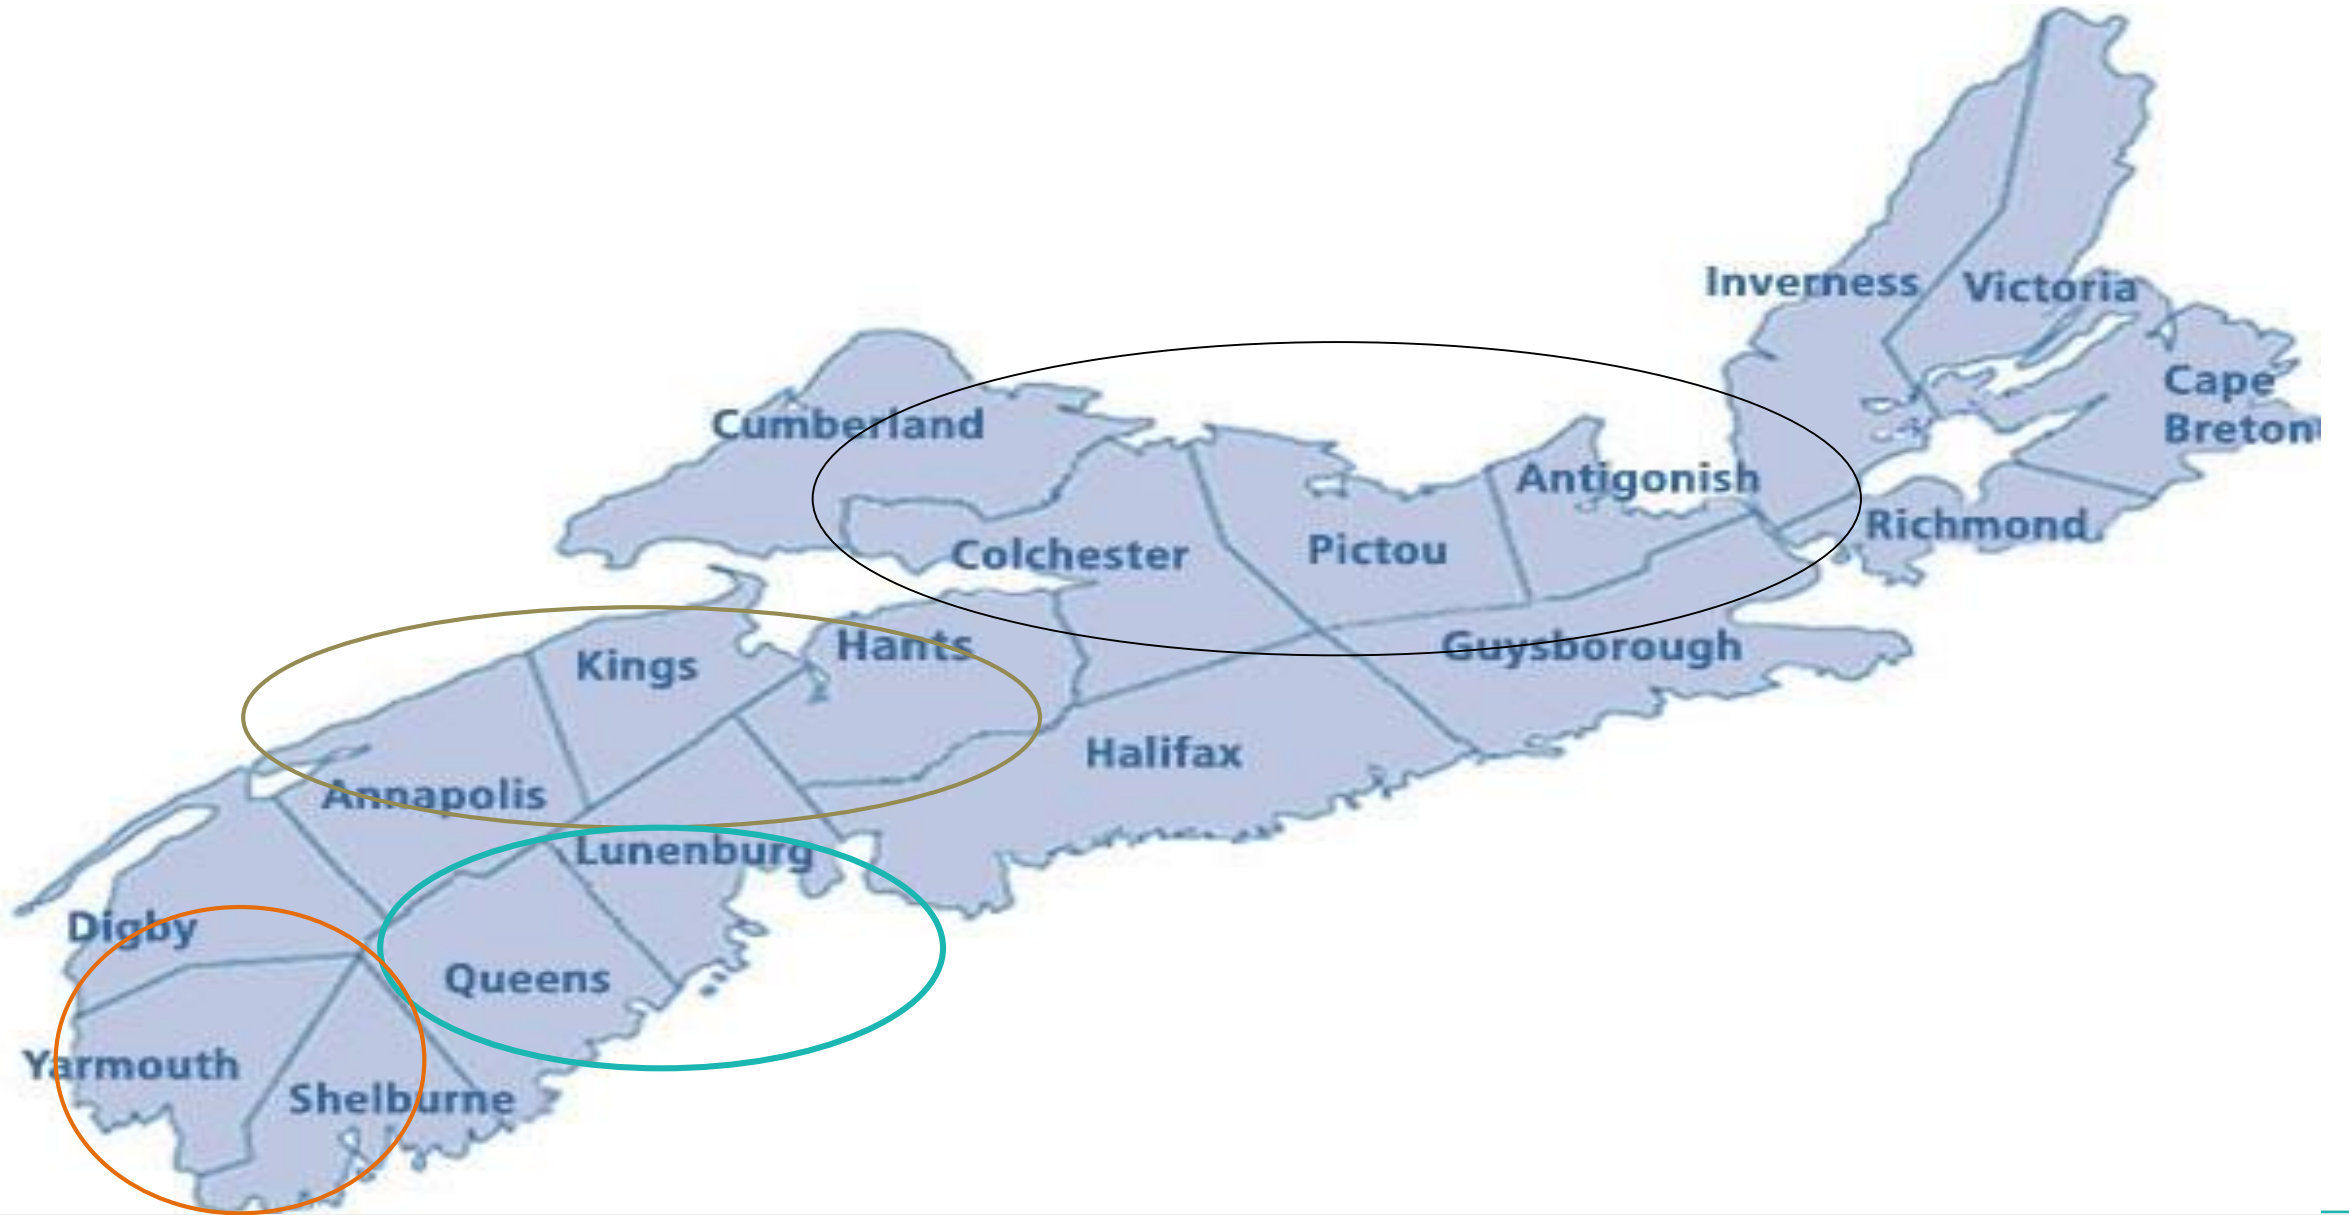 Inverness
Victoria
Cape
Breton
Cumberland
Antigonish
Richmond
Colchester
Pictou
Kings
Hants
Guysborough
Halifax
Annapolis
Lunenburg
Digby
Queens
Yarmouth
Shelburne